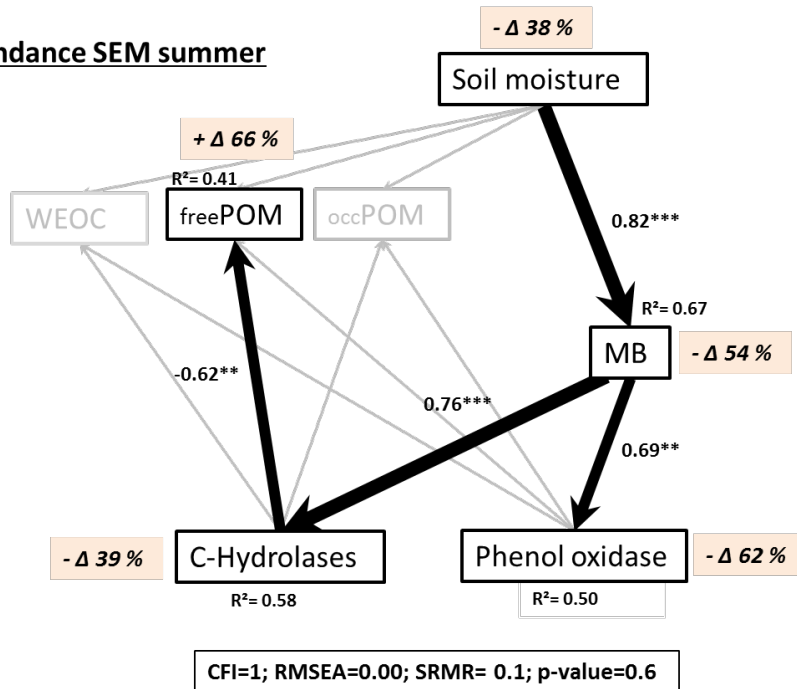 - Δ 38 %
ndance SEM summer
Soil moisture
+ Δ 66 %
R²= 0.41
WEOC
freePOM
occPOM
0.82***
R²= 0.67
MB
- Δ 54 %
-0.62**
0.76***
0.69**
- Δ 39 %
C-Hydrolases
Phenol oxidase
- Δ 62 %
R²= 0.58
R²= 0.50
CFI=1; RMSEA=0.00; SRMR= 0.1; p-value=0.6